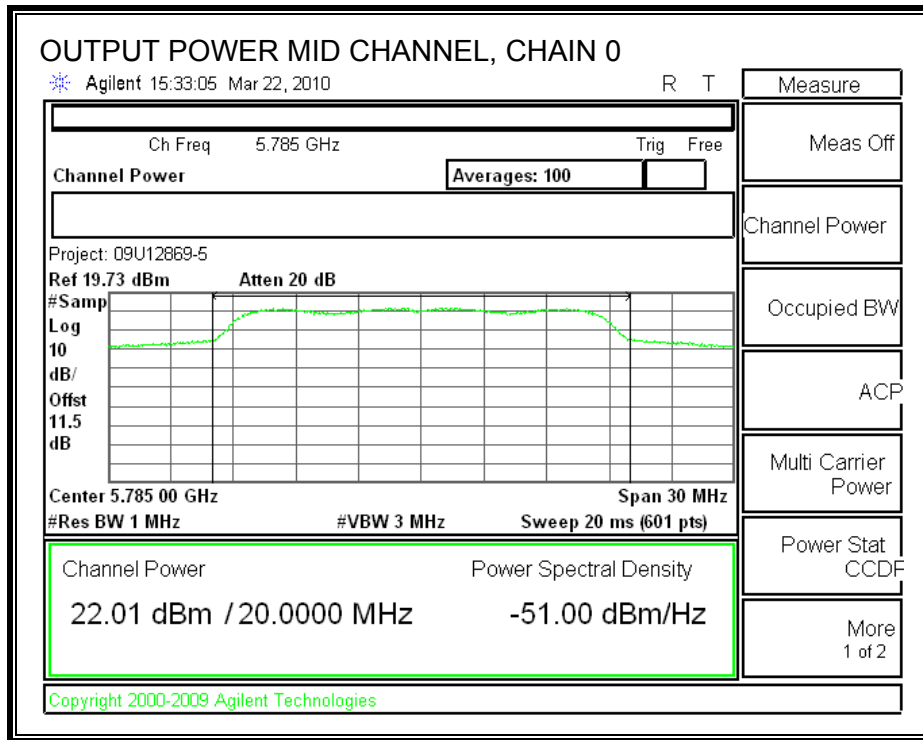 OUTPUT POWER MID CHANNEL, CHAIN 0
Agilent 15:33:05 Mar 22, 2010 R T
Measure
Ch Freq 5.785 GHz Trig Free
Meas Off
Channel Power Averages: 100
Channel Power
Project: 09U12869-5
Ref 19.73 dBm Atten 20 dB
#Samp
Log
10
dB/
Offst
11.5
dB
Occupied BW
ACP
Multi Carrier
Power
Center 5.785 00 GHz Span 30 MHz
#Res BW 1 MHz #VBW 3 MHz Sweep 20 ms (601 pts)
Power Stat
CCDF
Channel Power Power Spectral Density
22.01 dBm / 20.0000 MHz -51.00 dBm/Hz
More
1 of 2
Copyright 2000-2009 Agilent Technologies